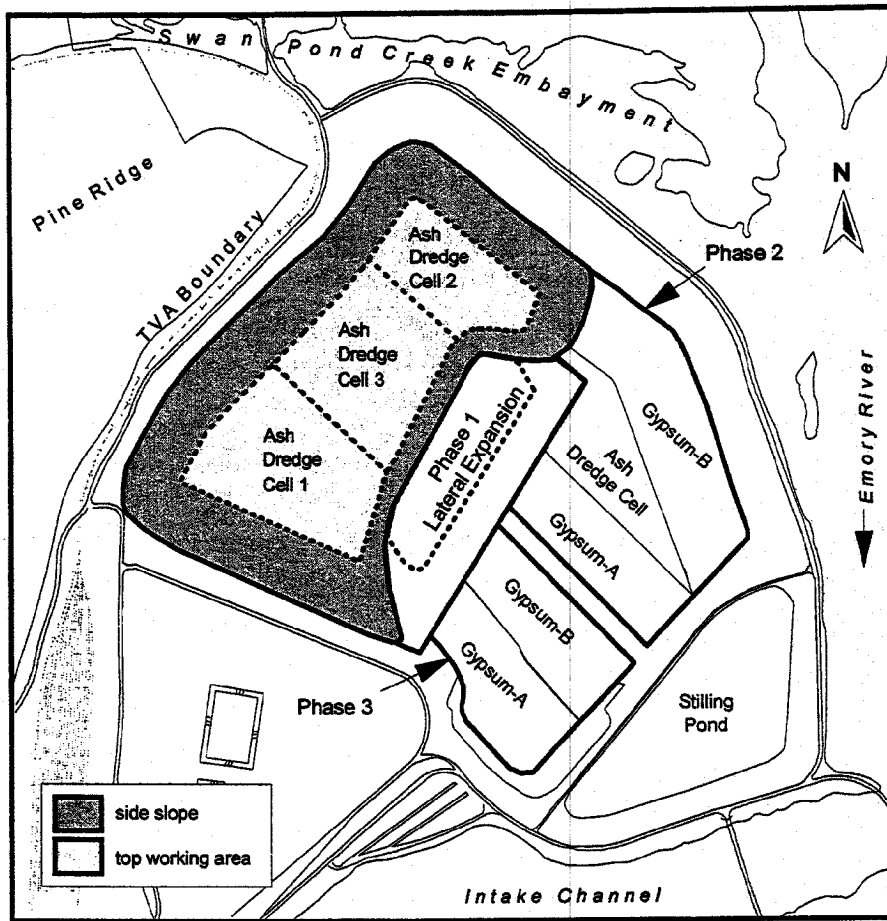 Swan Pond Creek Embayment
Pine Ridge
TVA Boundary
N
Ash
Dredge
Cell 2
Phase 2
Ash
Dredge
Cell 3
Ash
Dredge
Cell 1
Phase 1
Lateral Expansion
Gypsum-B
Ash
Dredge Cell
Gypsum-A
Emory River
Gypsum-B
Gypsum-A
Phase 3
Stilling
Pond
side slope
top working area
Intake Channel